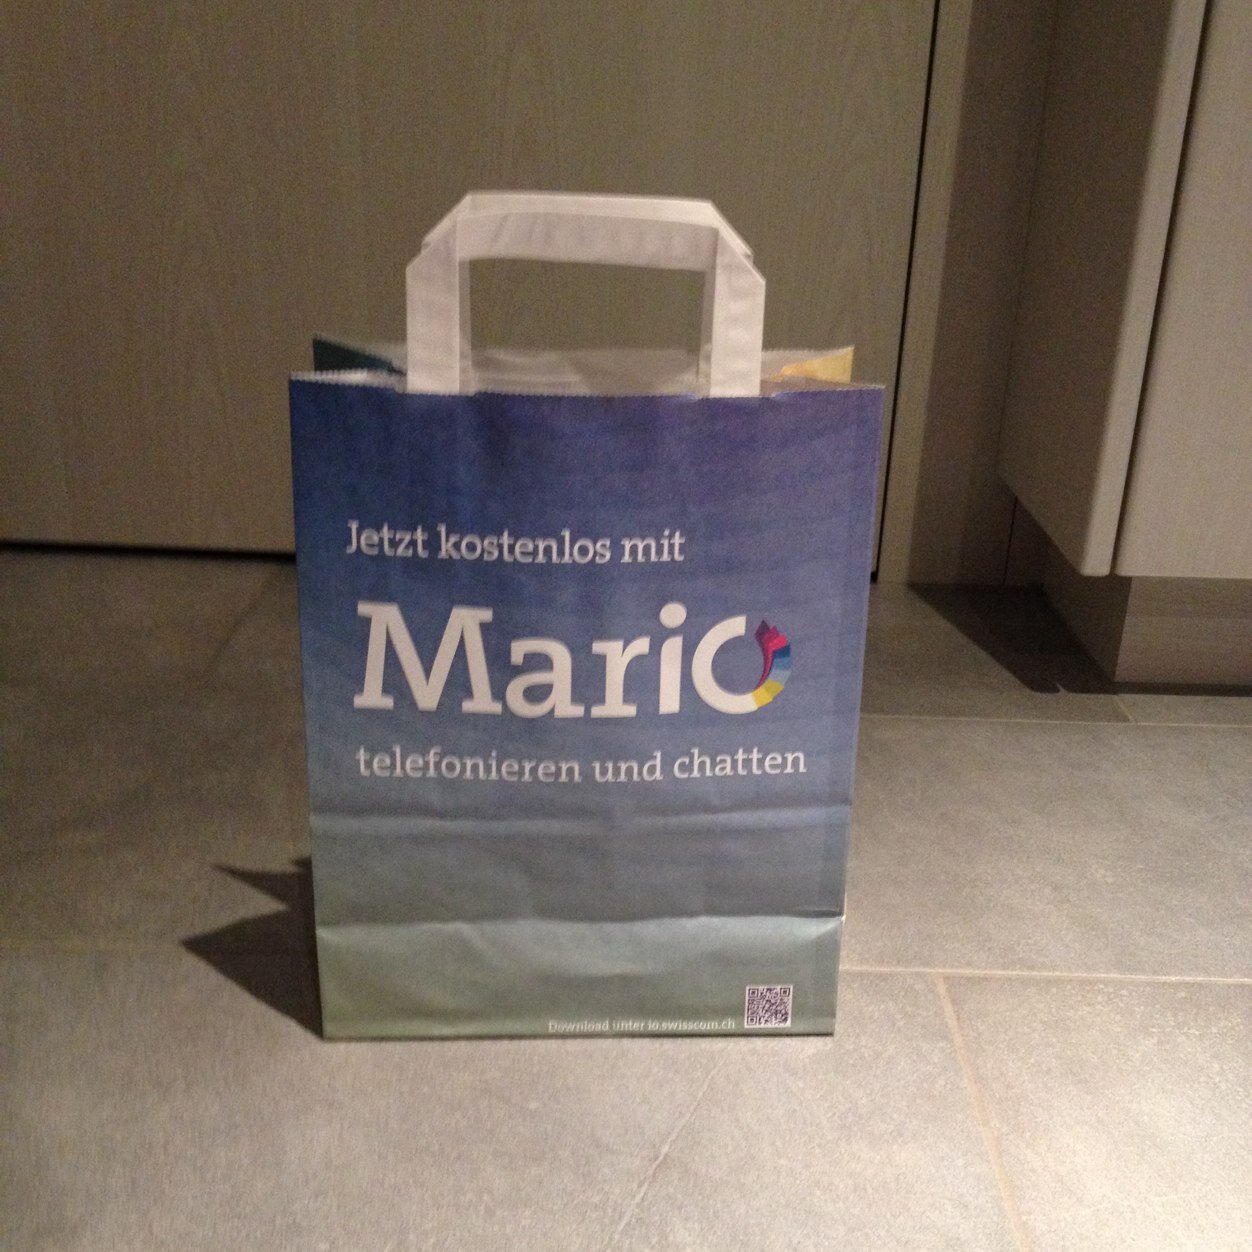 Jetzt kostenlos mit
Mario
telefonieren und chatten
Download unter io.swisscom.ch